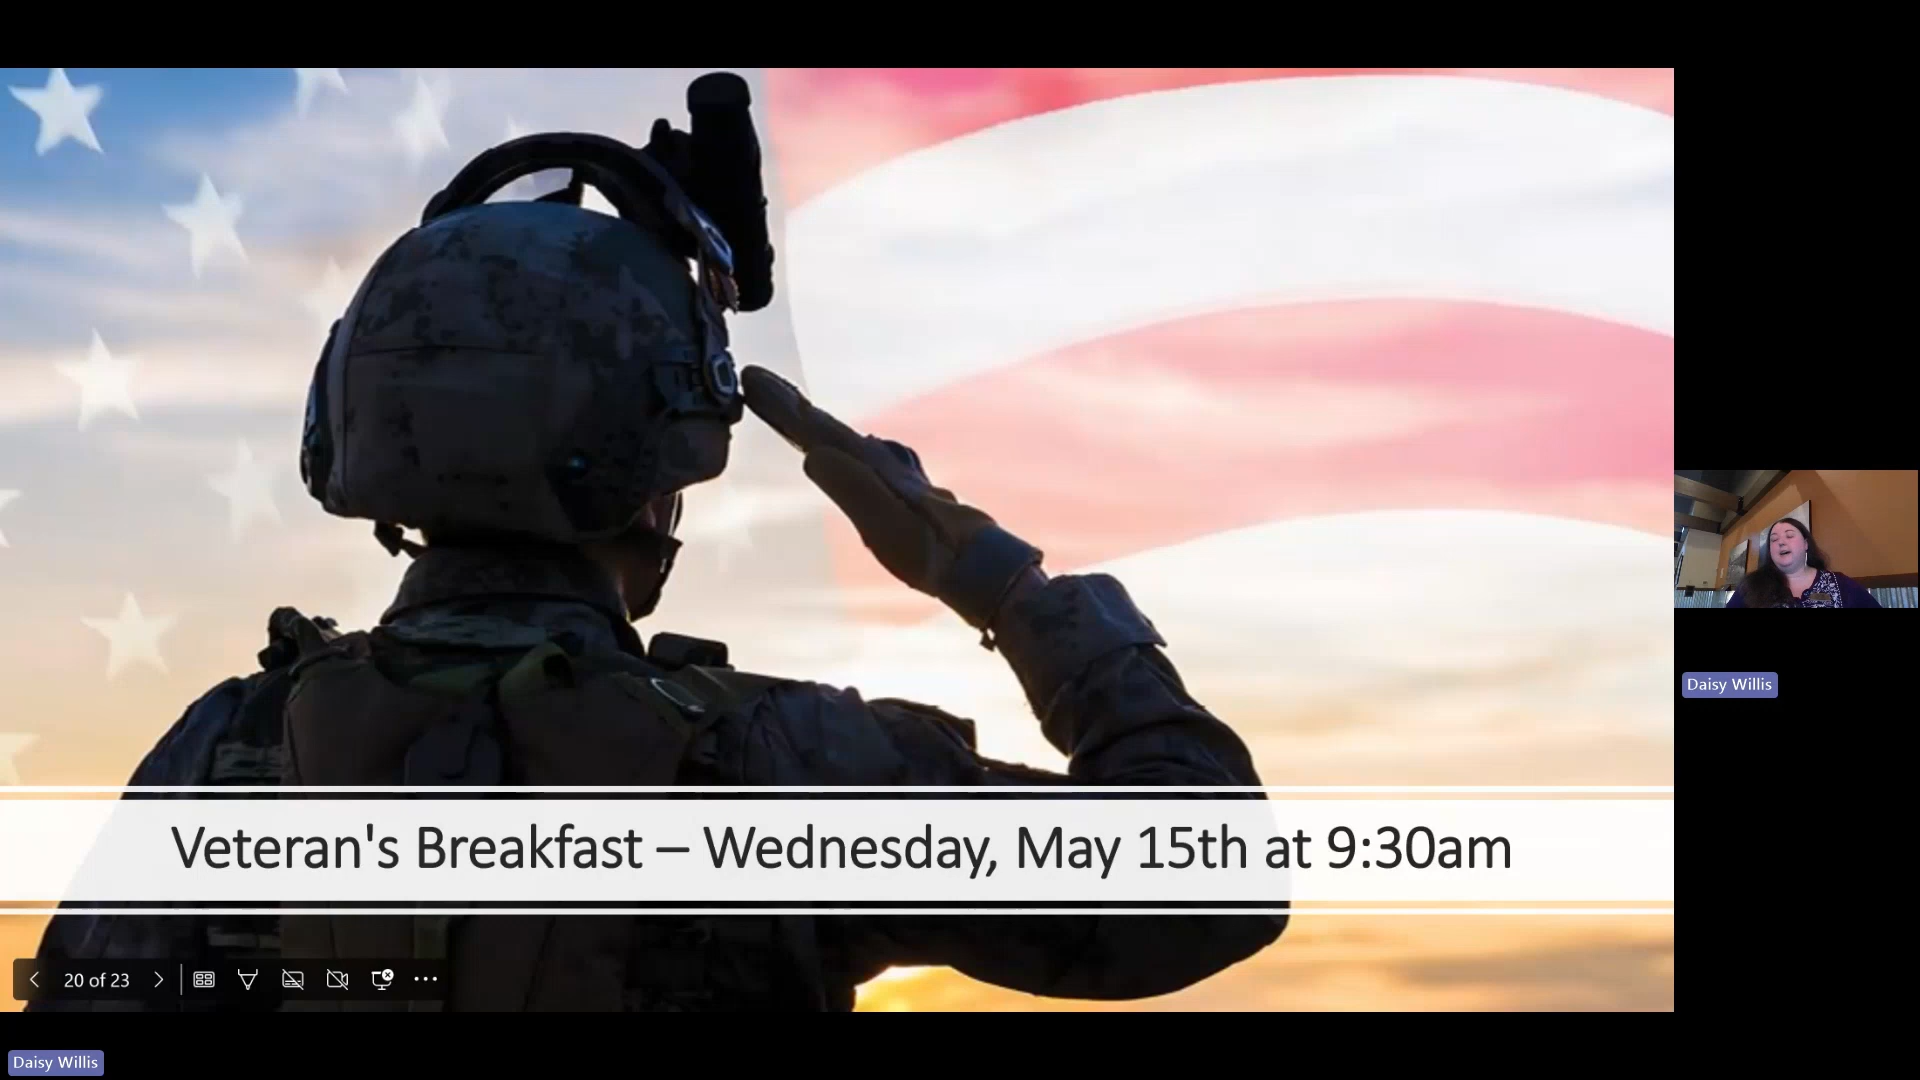 Veteran's Breakfast – Wednesday, May 15th at 9:30am
20 of 23
Daisy Willis
Daisy Willis